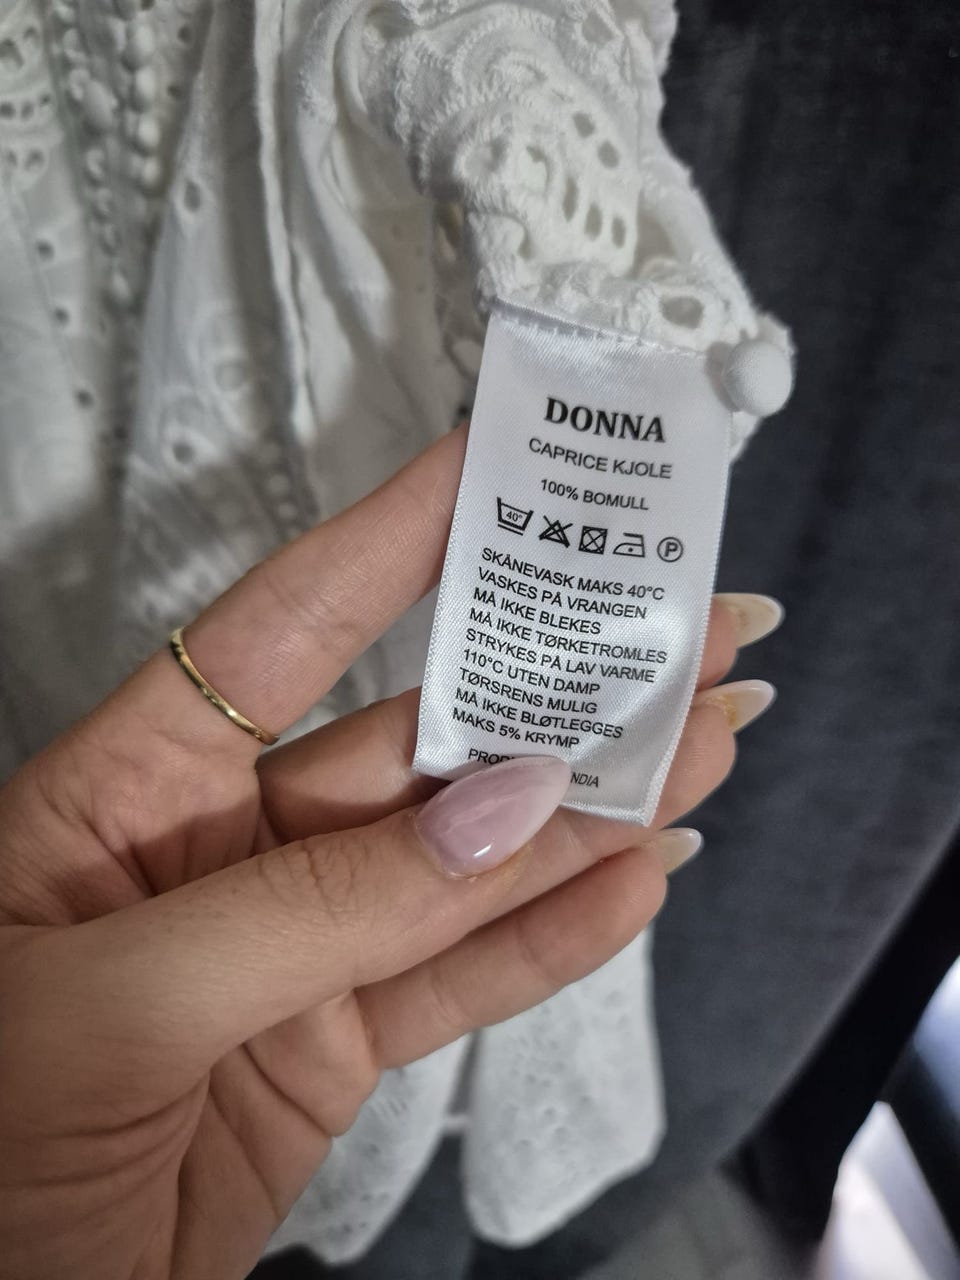 DONNA
CAPRICE KJOLE
100% BOMULL
40°
P
SKÅNEVASK MAKS 40°C
VASKES PÅ VRANGEN
MÅ IKKE BLEKES
MÅ IKKE TØRKETROMLES
STRYKES PÅ LAV VARME
110°C UTEN DAMP
TØRSRENS MULIG
MÅ IKKE BLØTLEGGES
MAKS 5% KRYMP